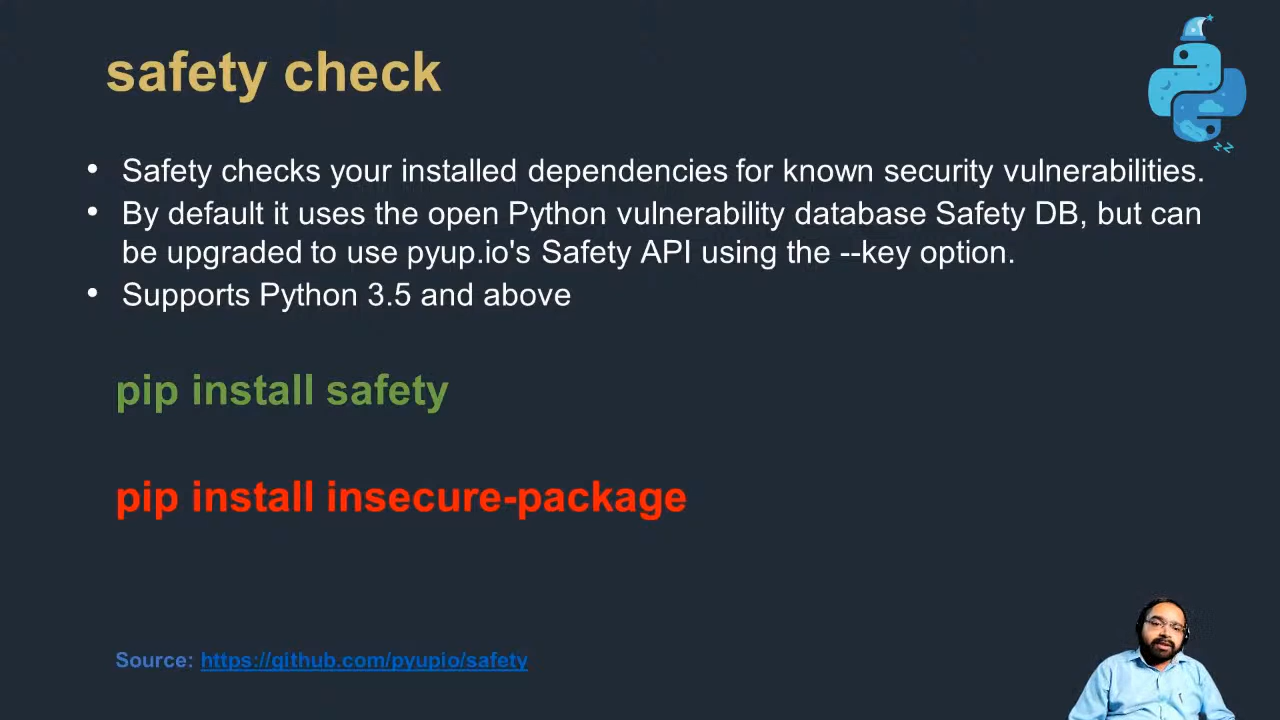 safety check
• Safety checks your installed dependencies for known security vulnerabilities.
• By default it uses the open Python vulnerability database Safety DB, but can
be upgraded to use pyup.io's Safety API using the --key option.
• Supports Python 3.5 and above
pip install safety
pip install insecure-package
Source: https://github.com/pyupio/safety
zz